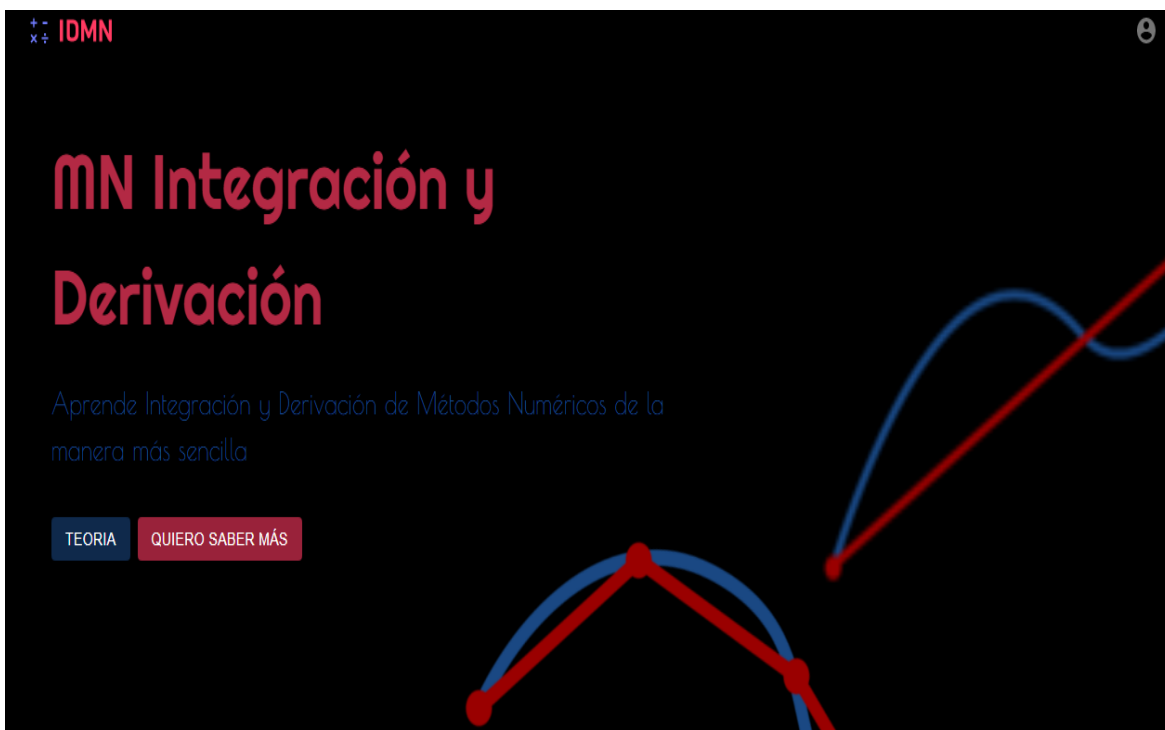 IDMN
MN Integración y
Derivación
Aprende Integración y Derivación de Métodos Numéricos de la
manera más sencilla
TEORIA
QUIERO SABER MÁS